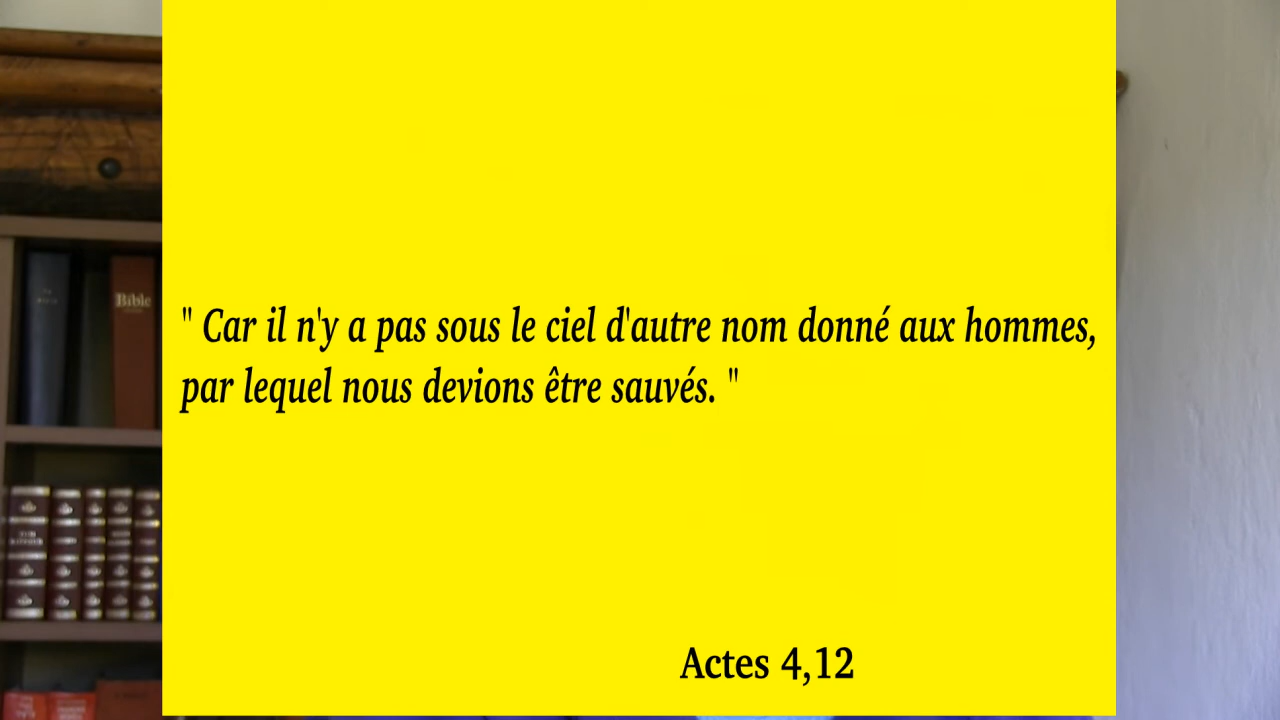 Bible
" Car il n'y a pas sous le ciel d'autre nom donné aux hommes,
par lequel nous devions être sauvés. "
Actes 4,12